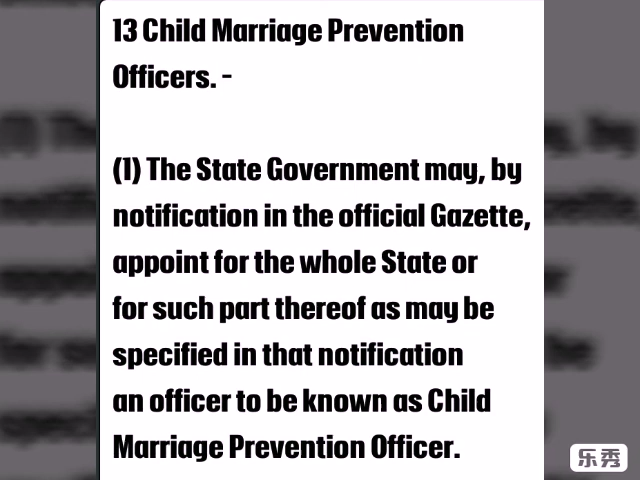 13 Child Marriage Prevention
Officers. -
(1) The State Government may, by
notification in the official Gazette,
appoint for the whole State or
for such part thereof as may be
specified in that notification
an officer to be known as Child
Marriage Prevention Officer.
乐秀